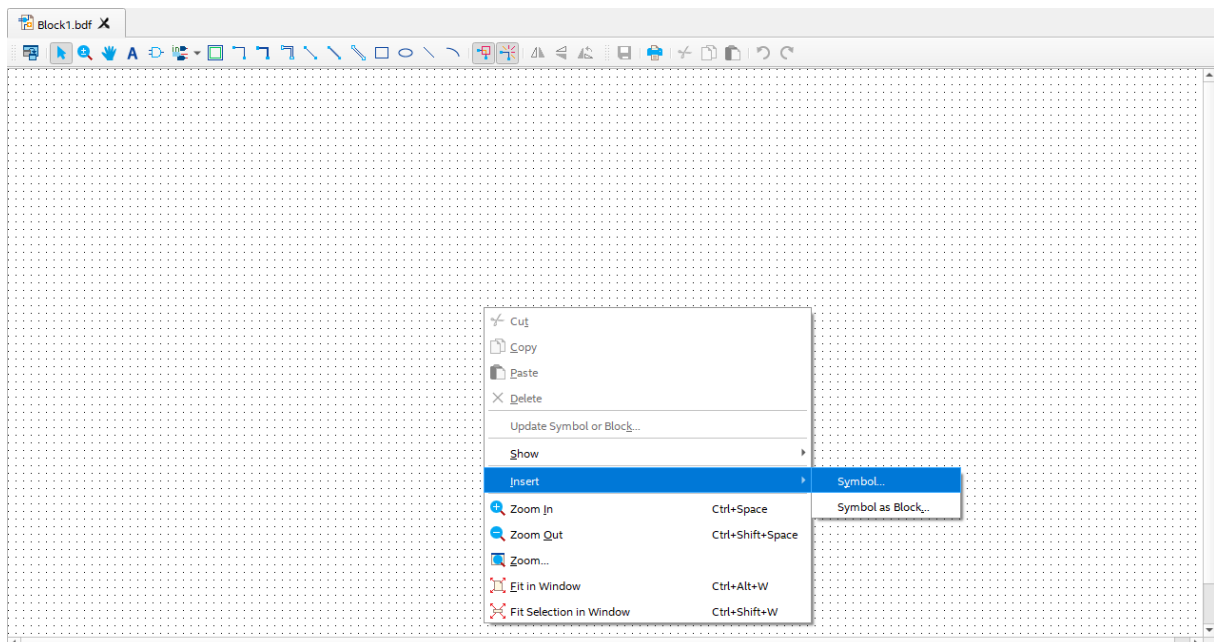 Block1.bdf
A
Cut
Copy
Paste
Delete
Update Symbol or Block...
Show
Insert
Symbol...
Symbol as Block...
Zoom In Ctrl+Space
Zoom Out Ctrl+Shift+Space
Zoom...
Fit in Window Ctrl+Alt+W
Fit Selection in Window Ctrl+Shift+W